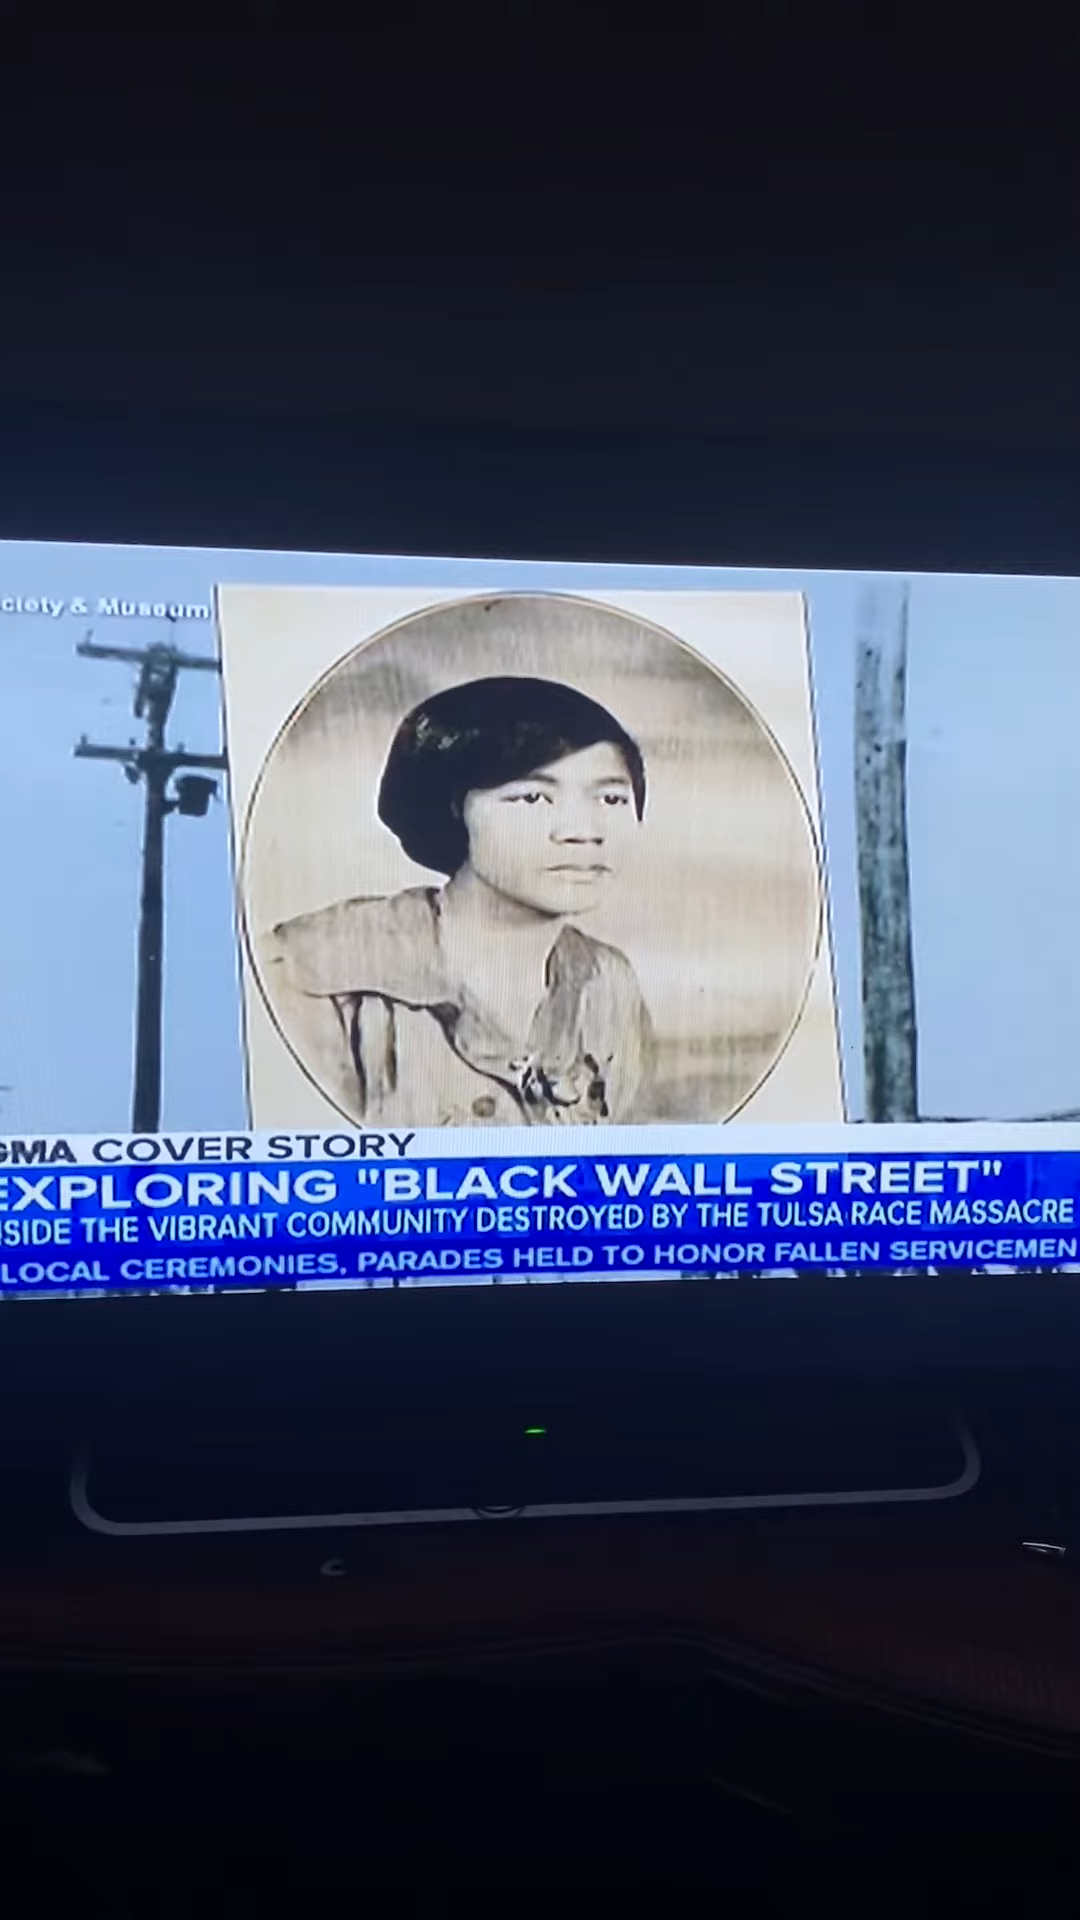 ciety & Museum
GMA COVER STORY
EXPLORING "BLACK WALL STREET"
NSIDE THE VIBRANT COMMUNITY DESTROYED BY THE TULSA RACE MASSACRE
LOCAL CEREMONIES, PARADES HELD TO HONOR FALLEN SERVICEMEN